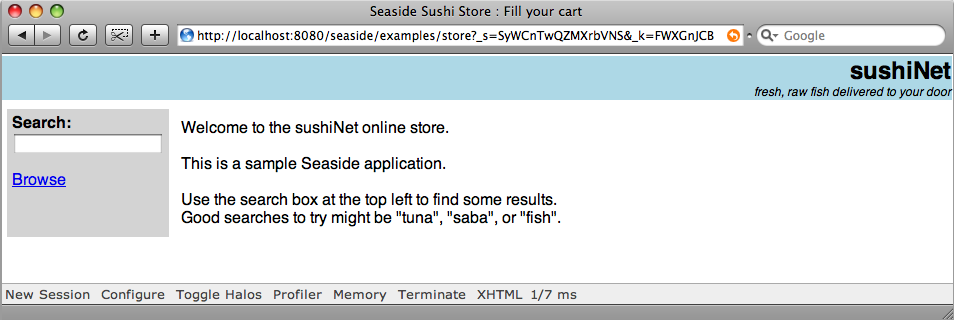 Seaside Sushi Store : Fill your cart
http://localhost:8080/seaside/examples/store?_s=SyWCnTwQZMXrbVNS&_k=FWXGnJCB
Google
sushiNet
fresh, raw fish delivered to your door
Search:
Browse
Welcome to the sushiNet online store.
This is a sample Seaside application.
Use the search box at the top left to find some results.
Good searches to try might be "tuna", "saba", or "fish".
New Session Configure Toggle Halos Profiler Memory Terminate XHTML 1/7 ms